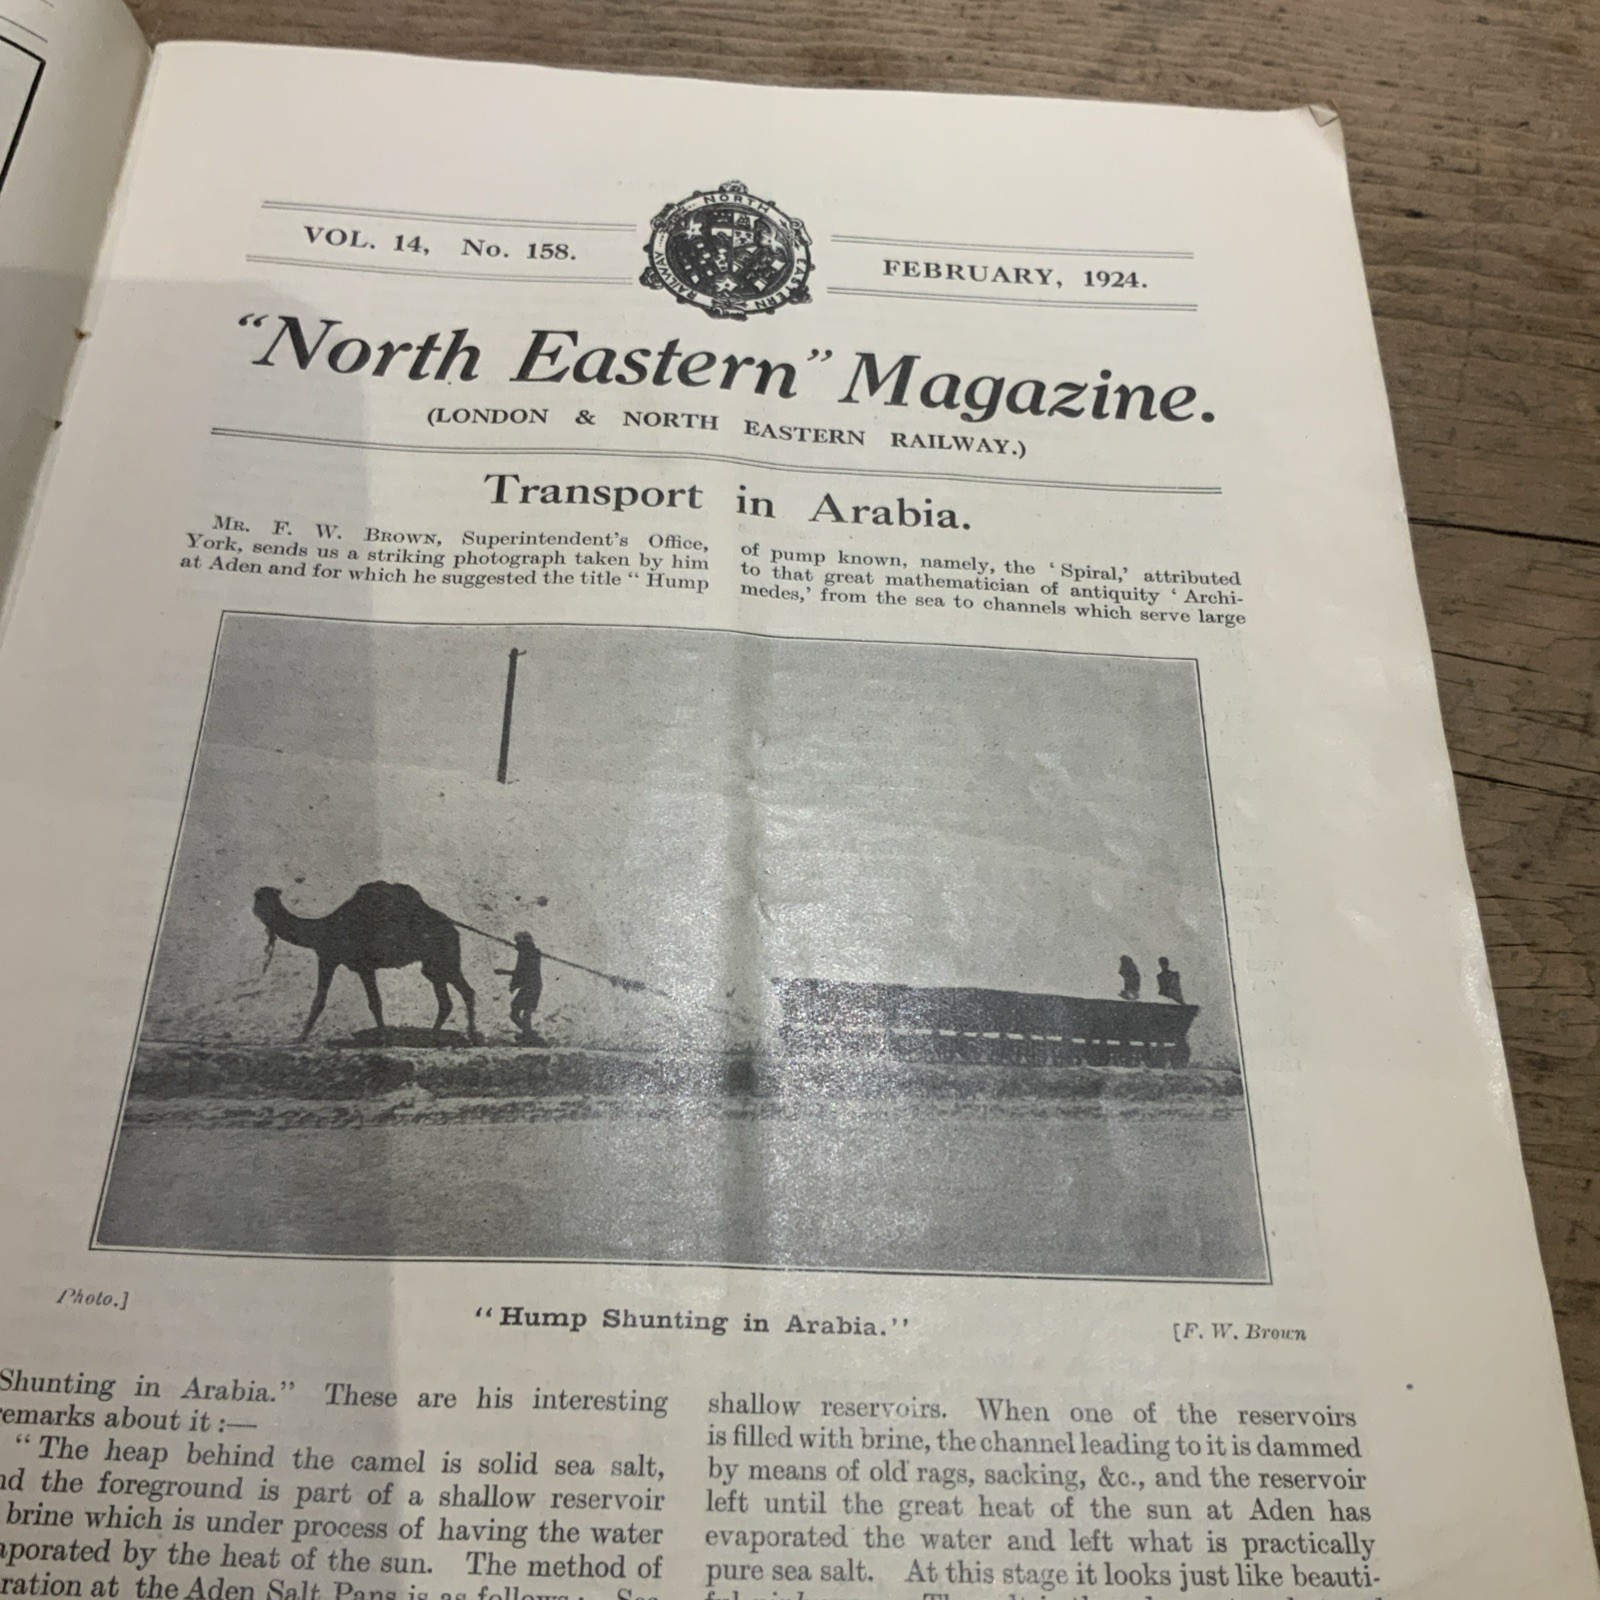 VOL. 14, No. 158.
NORTH EASTERN RAILWAY
FEBRUARY, 1924.
“North Eastern” Magazine.
(LONDON & NORTH EASTERN RAILWAY.)
Transport in Arabia.
MR. F. W. BROWN, Superintendent's Office,
York, sends us a striking photograph taken by him
at Aden and for which he suggested the title “ Hump
of pump known, namely, the ‘ Spiral,’ attributed
to that great mathematician of antiquity ‘ Archi-
medes,’ from the sea to channels which serve large
Photo.]
“Hump Shunting in Arabia.”
[F. W. Brown
Shunting in Arabia.” These are his interesting
emarks about it :—
“ The heap behind the camel is solid sea salt,
nd the foreground is part of a shallow reservoir
brine which is under process of having the water
aporated by the heat of the sun. The method of
ration at the Aden Salt Pans is as follows : Sea
shallow reservoirs. When one of the reservoirs
is filled with brine, the channel leading to it is dammed
by means of old rags, sacking, &c., and the reservoir
left until the great heat of the sun at Aden has
evaporated the water and left what is practically
pure sea salt. At this stage it looks just like beauti-